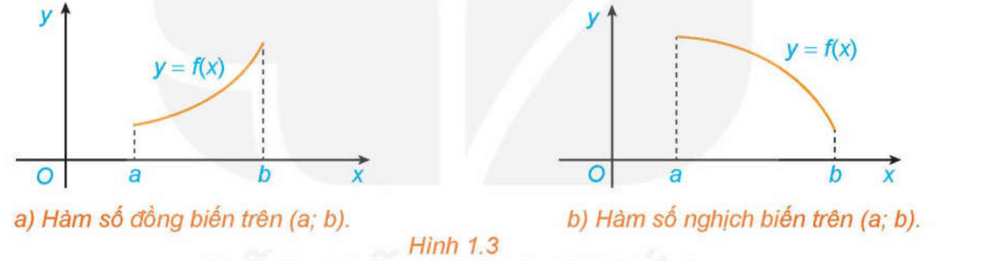 y
y = f(x)
O
a
b
x
a) Hàm số đồng biến trên (a; b).
y
y = f(x)
O
a
b
x
b) Hàm số nghịch biến trên (a; b).
Hình 1.3